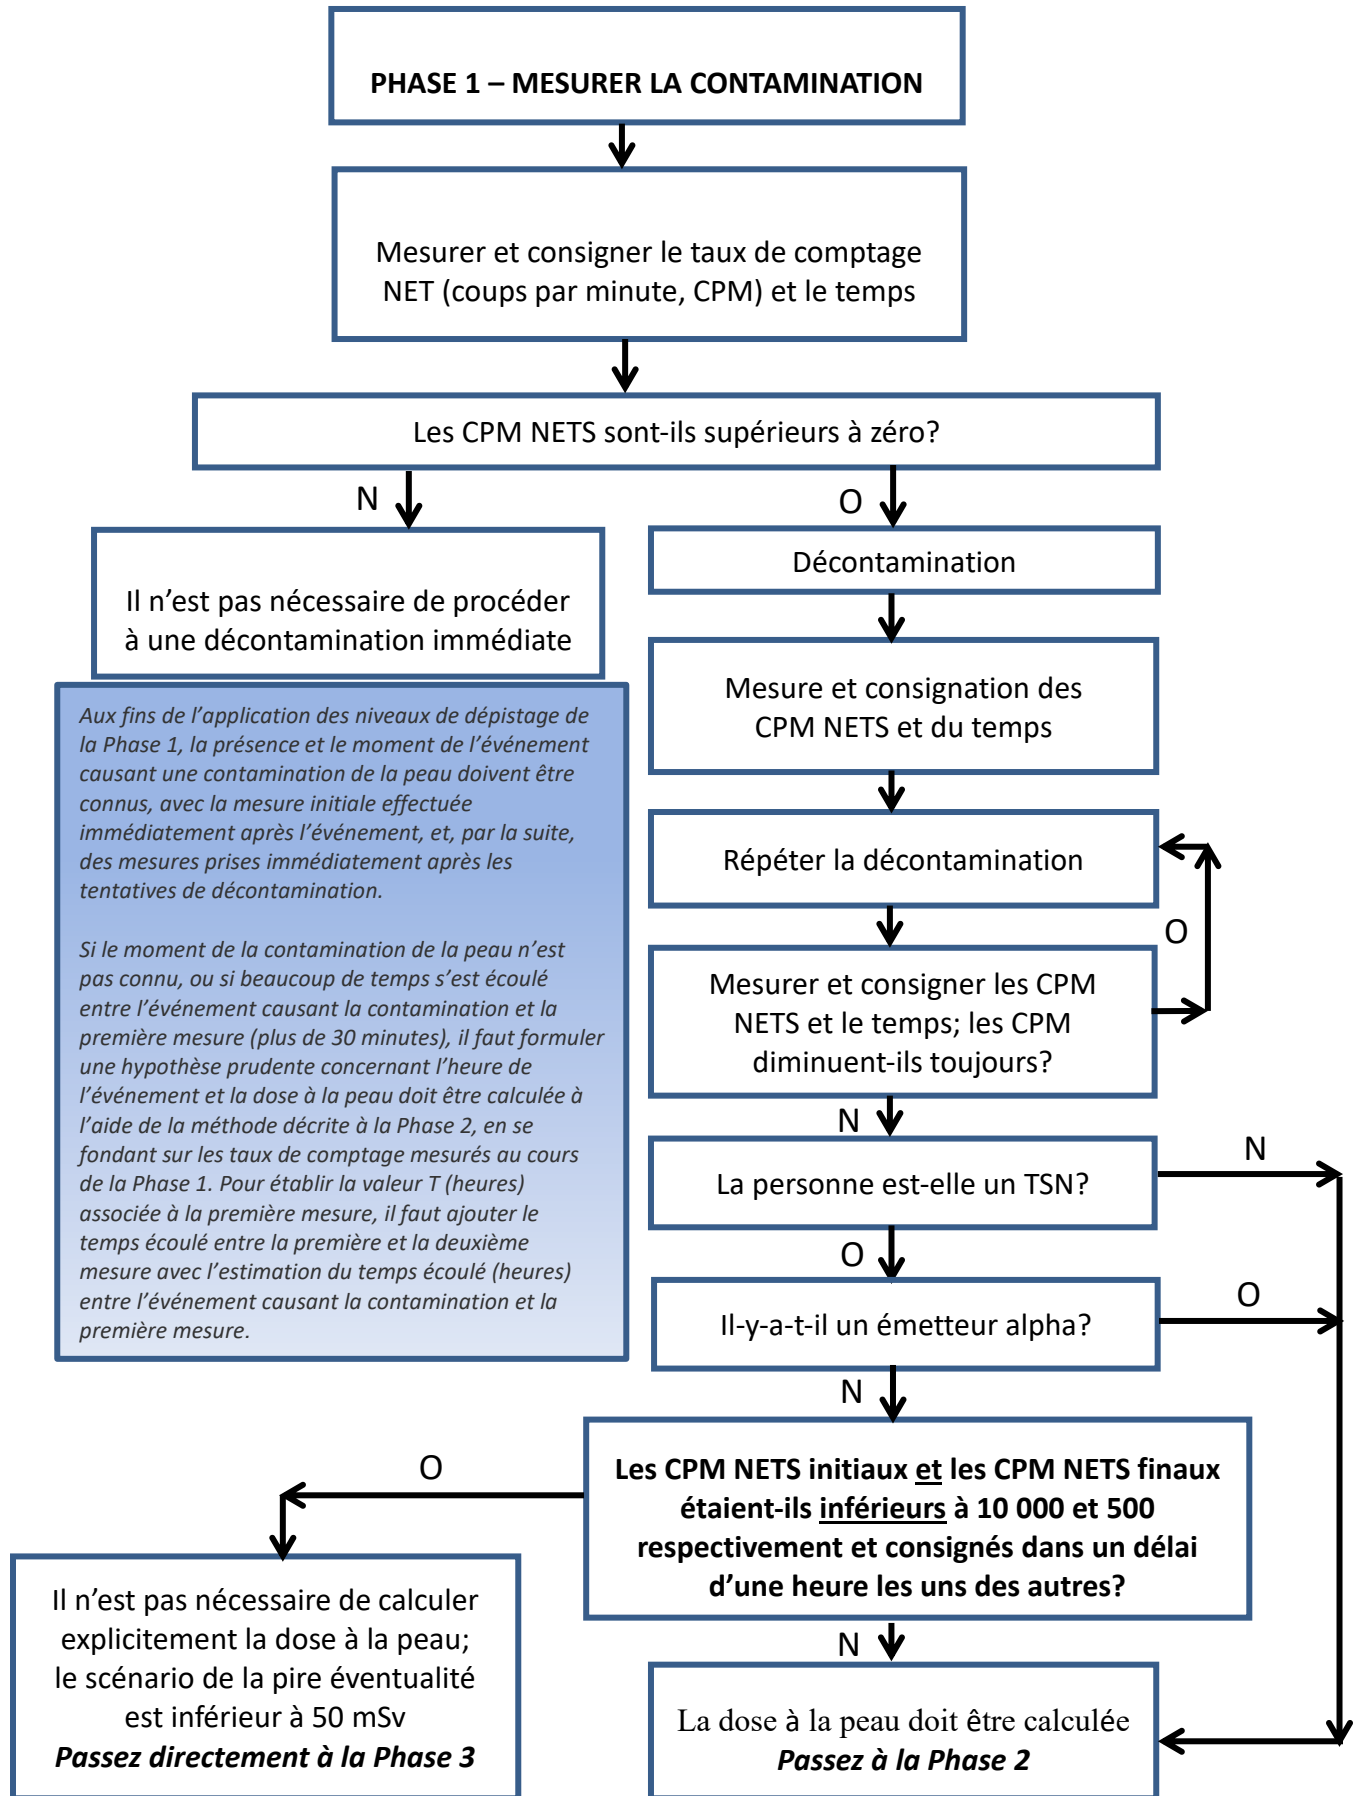 PHASE 1 – MESURER LA CONTAMINATION
Mesurer et consigner le taux de comptage
NET (coups par minute, CPM) et le temps
Les CPM NETS sont-ils supérieurs à zéro?
N
O
Il n’est pas nécessaire de procéder
à une décontamination immédiate
Décontamination
Mesure et consignation des
CPM NETS et du temps
Aux fins de l’application des niveaux de dépistage de
la Phase 1, la présence et le moment de l’événement
causant une contamination de la peau doivent être
connus, avec la mesure initiale effectuée
immédiatement après l’événement, et, par la suite,
des mesures prises immédiatement après les
tentatives de décontamination.
Si le moment de la contamination de la peau n’est
pas connu, ou si beaucoup de temps s’est écoulé
entre l’événement causant la contamination et la
première mesure (plus de 30 minutes), il faut formuler
une hypothèse prudente concernant l’heure de
l’événement et la dose à la peau doit être calculée à
l’aide de la méthode décrite à la Phase 2, en se
fondant sur les taux de comptage mesurés au cours
de la Phase 1. Pour établir la valeur T (heures)
associée à la première mesure, il faut ajouter le
temps écoulé entre la première et la deuxième
mesure avec l’estimation du temps écoulé (heures)
entre l’événement causant la contamination et la
première mesure.
Répéter la décontamination
O
Mesurer et consigner les CPM
NETS et le temps; les CPM
diminuent-ils toujours?
N
La personne est-elle un TSN?
N
O
Il-y-a-t-il un émetteur alpha?
O
N
Les CPM NETS initiaux et les CPM NETS finaux
étaient-ils inférieurs à 10 000 et 500
respectivement et consignés dans un délai
d’une heure les uns des autres?
O
N
Il n’est pas nécessaire de calculer
explicitement la dose à la peau;
le scénario de la pire éventualité
est inférieur à 50 mSv
Passez directement à la Phase 3
La dose à la peau doit être calculée
Passez à la Phase 2